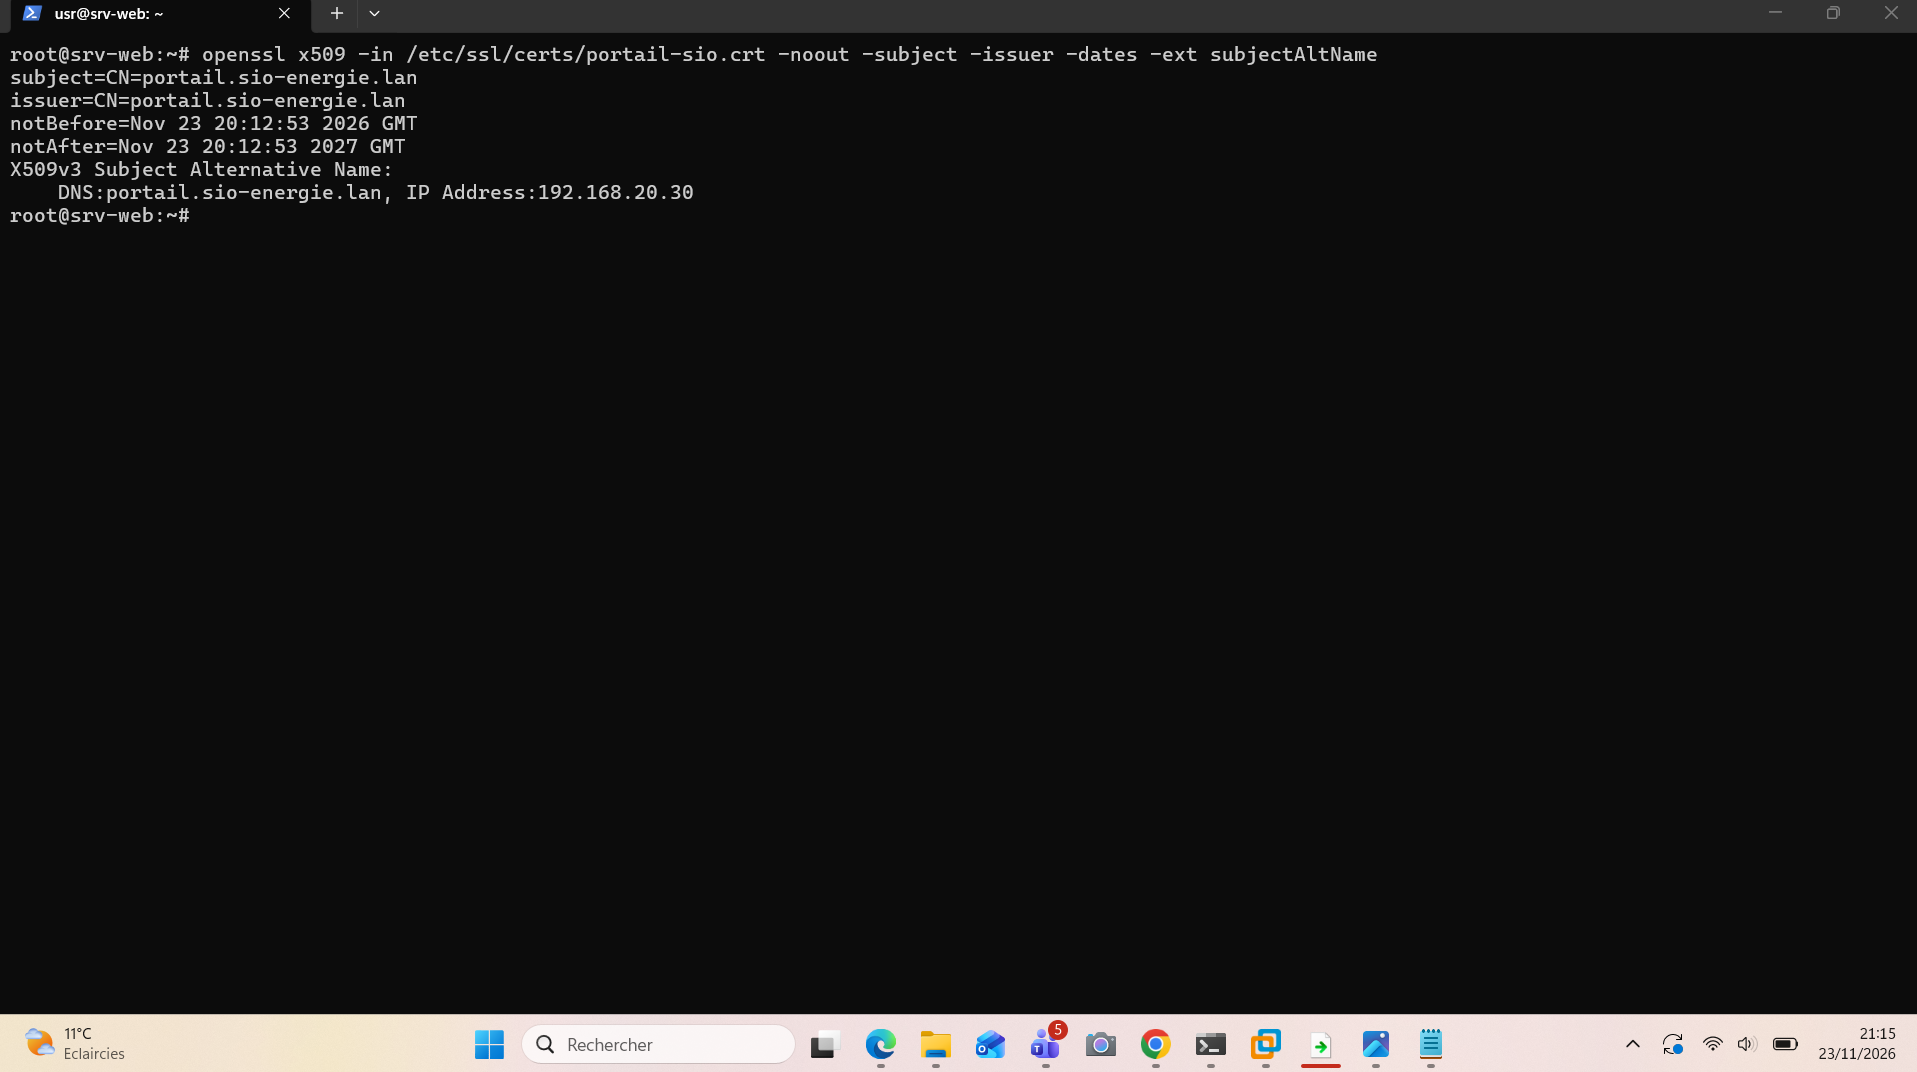 usr@srv-web: ~
root@srv-web:~# openssl x509 -in /etc/ssl/certs/portail-sio.crt -noout -subject -issuer -dates -ext subjectAltName
subject=CN=portail.sio-energie.lan
issuer=CN=portail.sio-energie.lan
notBefore=Nov 23 20:12:53 2026 GMT
notAfter=Nov 23 20:12:53 2027 GMT
X509v3 Subject Alternative Name:
    DNS:portail.sio-energie.lan, IP Address:192.168.20.30
root@srv-web:~#
11°C
Eclaircies
Rechercher
5
21:15
23/11/2026